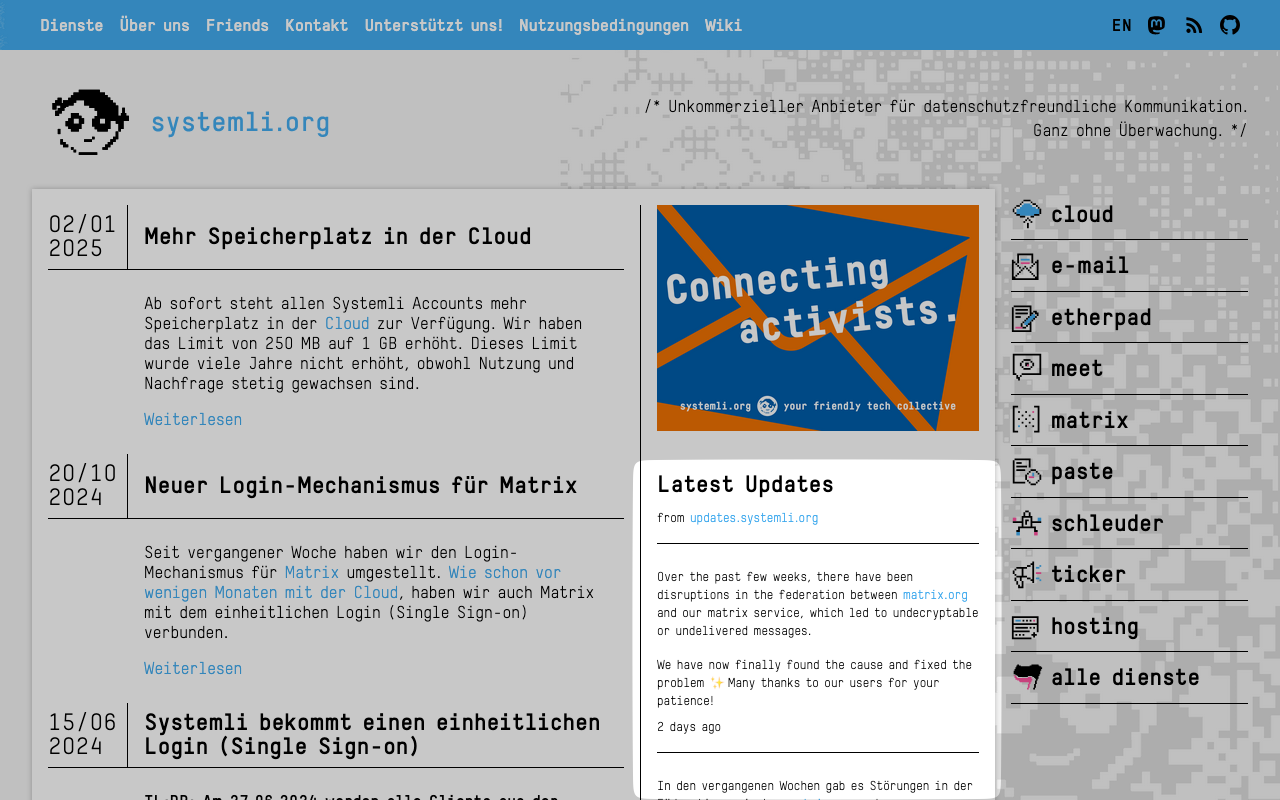 Dienste Über uns Friends Kontakt Unterstützt uns! Nutzungsbedingungen Wiki EN
systemli.org
/* Unkommerzieller Anbieter für datenschutzfreundliche Kommunikation.
Ganz ohne Überwachung. */
02/01
2025
Mehr Speicherplatz in der Cloud
Ab sofort steht allen Systemli Accounts mehr
Speicherplatz in der Cloud zur Verfügung. Wir haben
das Limit von 250 MB auf 1 GB erhöht. Dieses Limit
wurde viele Jahre nicht erhöht, obwohl Nutzung und
Nachfrage stetig gewachsen sind.
Weiterlesen
20/10
2024
Neuer Login-Mechanismus für Matrix
Seit vergangener Woche haben wir den Login-
Mechanismus für Matrix umgestellt. Wie schon vor
wenigen Monaten mit der Cloud, haben wir auch Matrix
mit dem einheitlichen Login (Single Sign-on)
verbunden.
Weiterlesen
15/06
2024
Systemli bekommt einen einheitlichen
Login (Single Sign-on)
Connecting
activists.
systemli.org your friendly tech collective
Latest Updates
from updates.systemli.org
Over the past few weeks, there have been
disruptions in the federation between matrix.org
and our matrix service, which led to undecryptable
or undelivered messages.
We have now finally found the cause and fixed the
problem ✨ Many thanks to our users for your
patience!
2 days ago
In den vergangenen Wochen gab es Störungen in der
cloud
e-mail
etherpad
meet
matrix
paste
schleuder
ticker
hosting
alle dienste